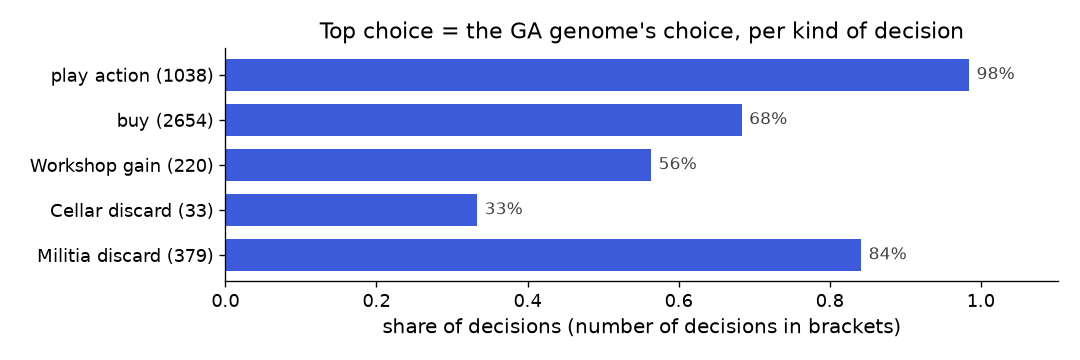 Top choice = the GA genome's choice, per kind of decision
play action (1038)
98%
buy (2654)
68%
Workshop gain (220)
56%
Cellar discard (33)
33%
Militia discard (379)
84%
0.0 0.2 0.4 0.6 0.8 1.0
share of decisions (number of decisions in brackets)